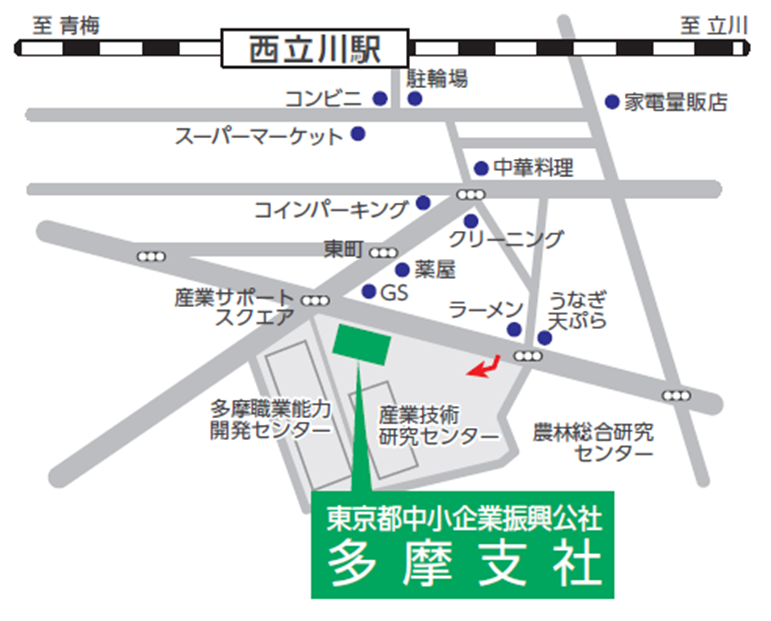 至 青梅
至 立川
西立川駅
駐輪場
コンビニ
家電量販店
スーパーマーケット
中華料理
コインパーキング
クリーニング
東町
薬屋
GS
産業サポート
スクエア
ラーメン
うなぎ
天ぷら
多摩職業能力
開発センター
産業技術
研究センター
農林総合研究
センター
東京都中小企業振興公社
多摩支社